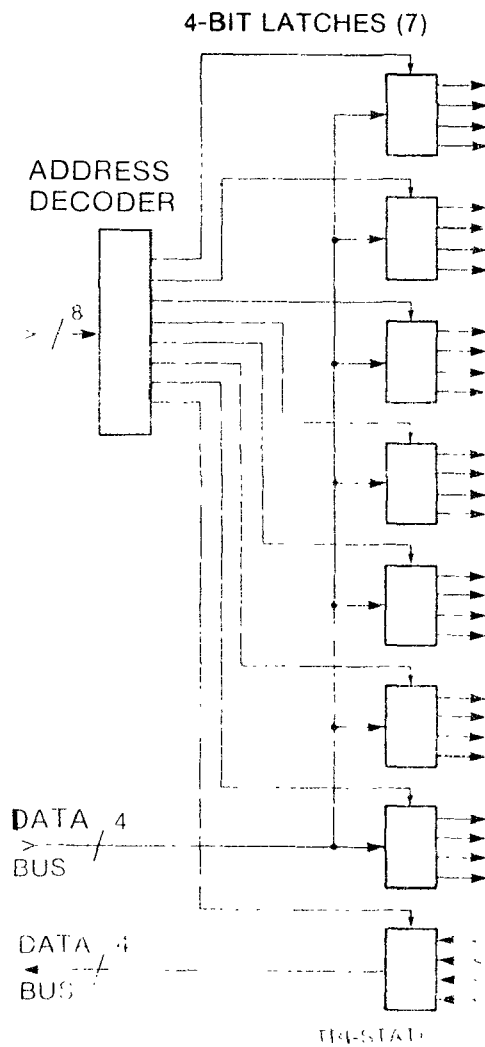 4-BIT LATCHES (7)
ADDRESS
DECODER
8
DATA 4
BUS
DATA 4
BUS